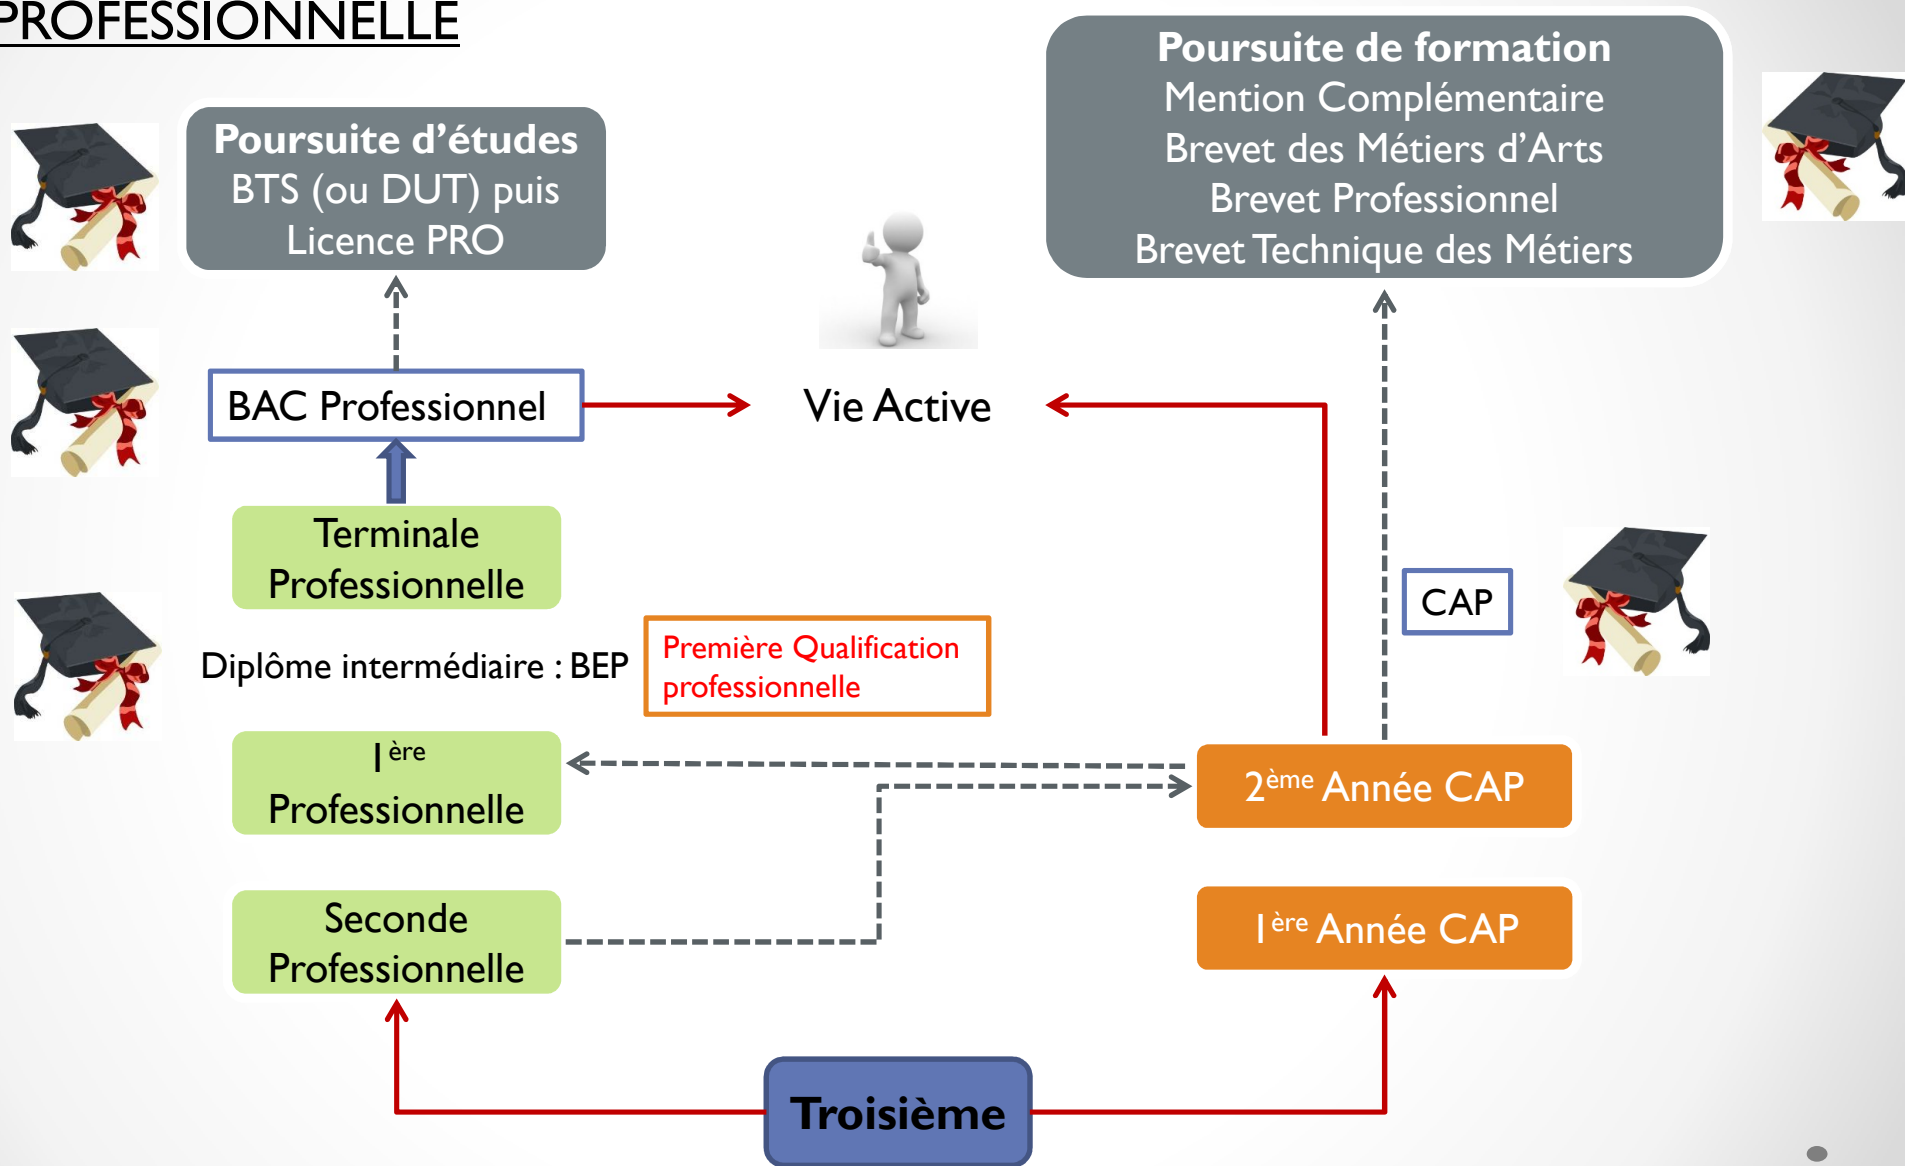 PROFESSIONNELLE
Poursuite d'études
BTS (ou DUT) puis
Licence PRO
Poursuite de formation
Mention Complémentaire
Brevet des Métiers d'Arts
Brevet Professionnel
Brevet Technique des Métiers
BAC Professionnel
Vie Active
Terminale
Professionnelle
CAP
Diplôme intermédiaire : BEP
Première Qualification
professionnelle
1ère
Professionnelle
2ème Année CAP
Seconde
Professionnelle
1ère Année CAP
Troisième